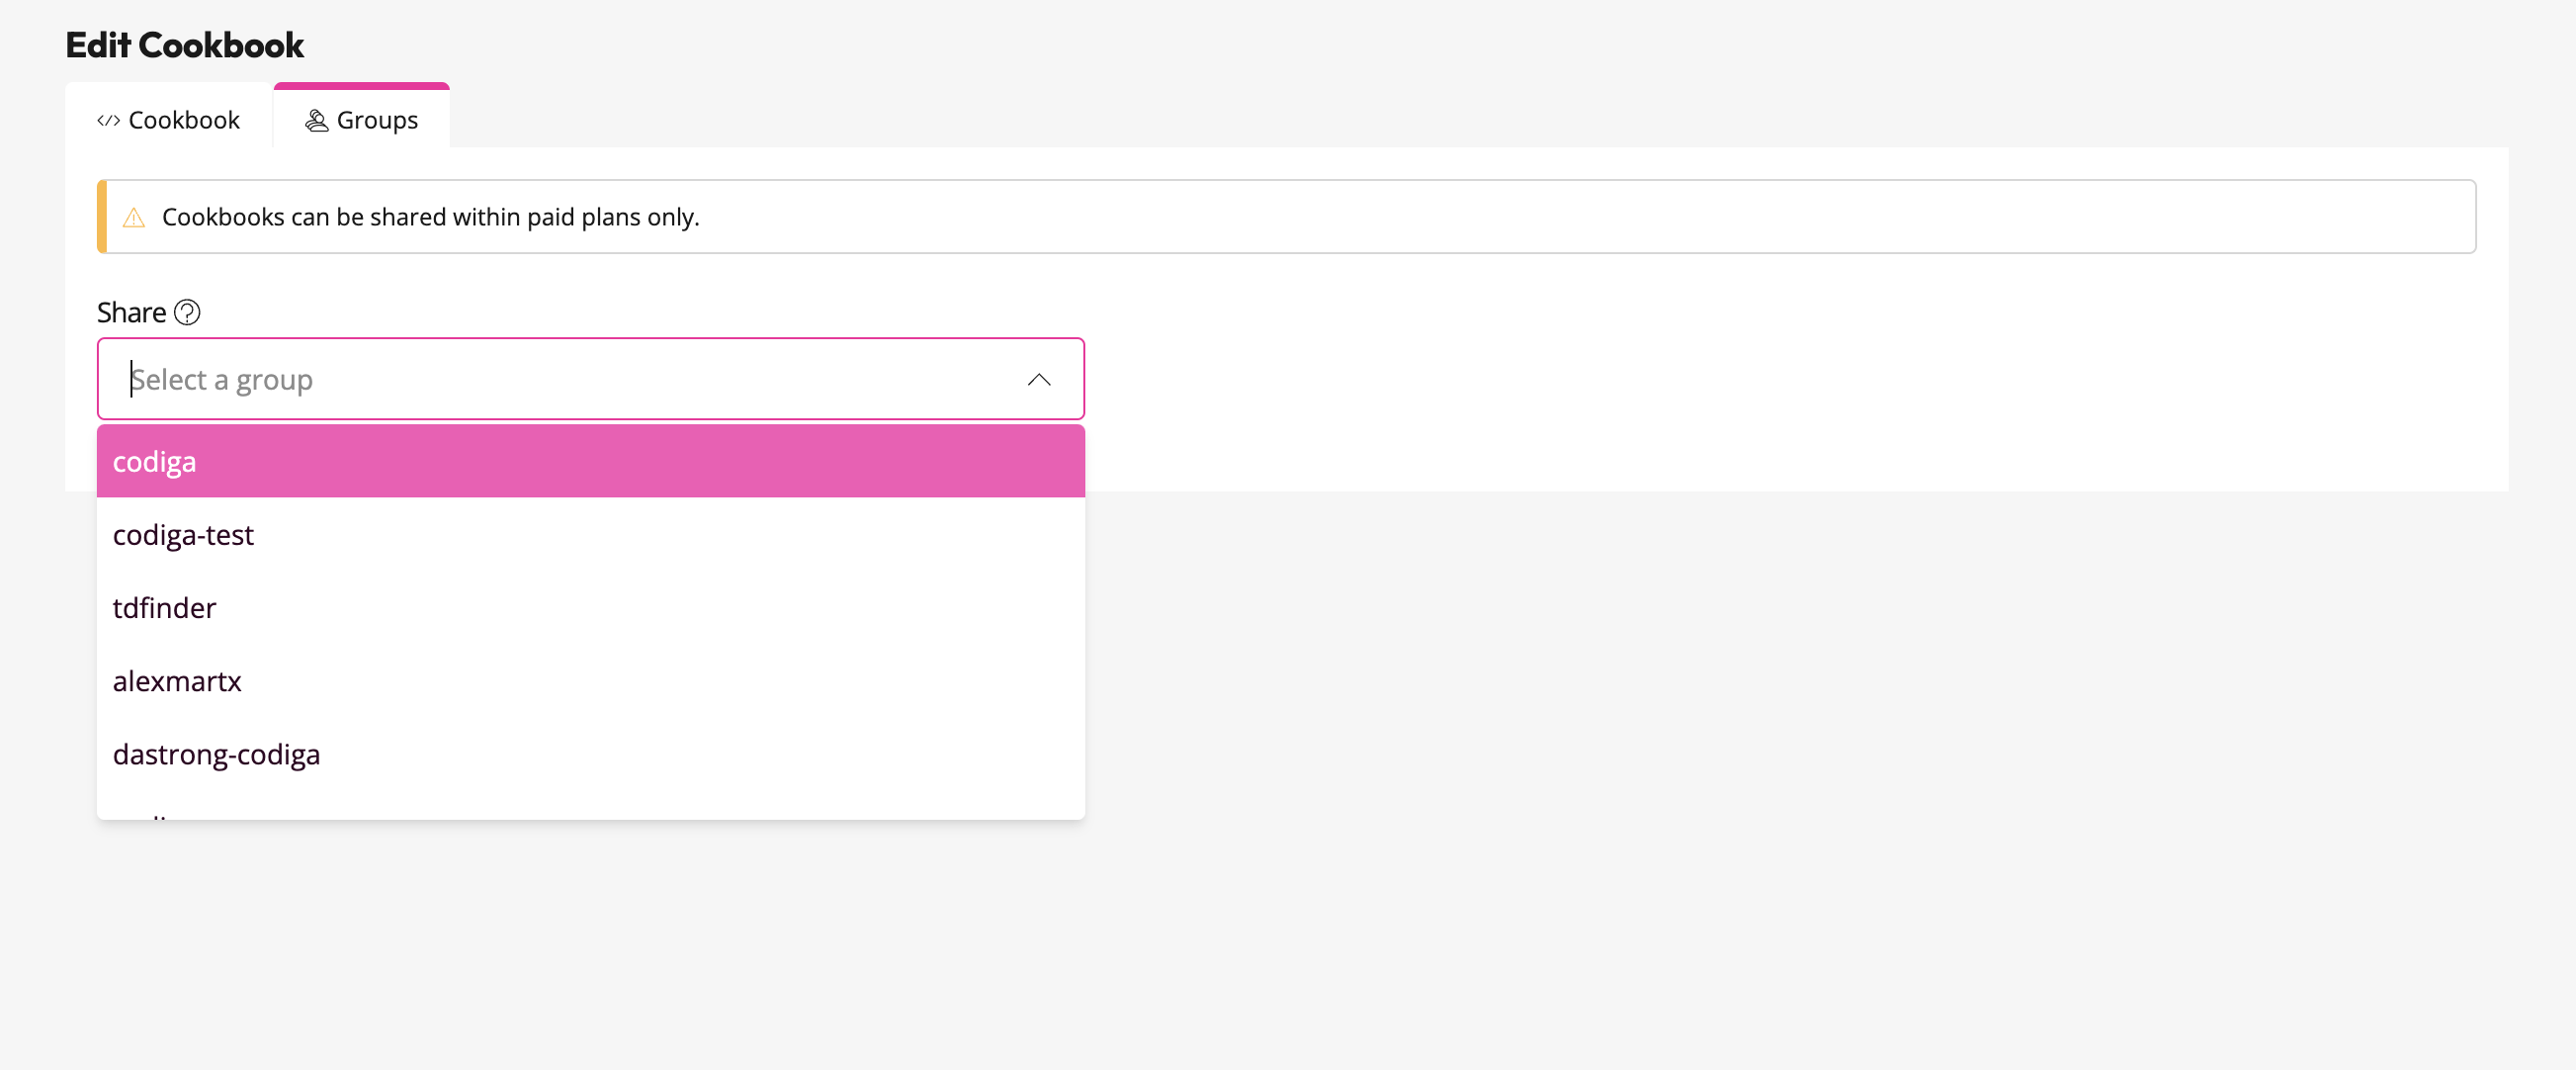 Edit Cookbook
Cookbook
Groups
Cookbooks can be shared within paid plans only.
Share
Select a group
codiga
codiga-test
tdfinder
alexmartx
dastrong-codiga